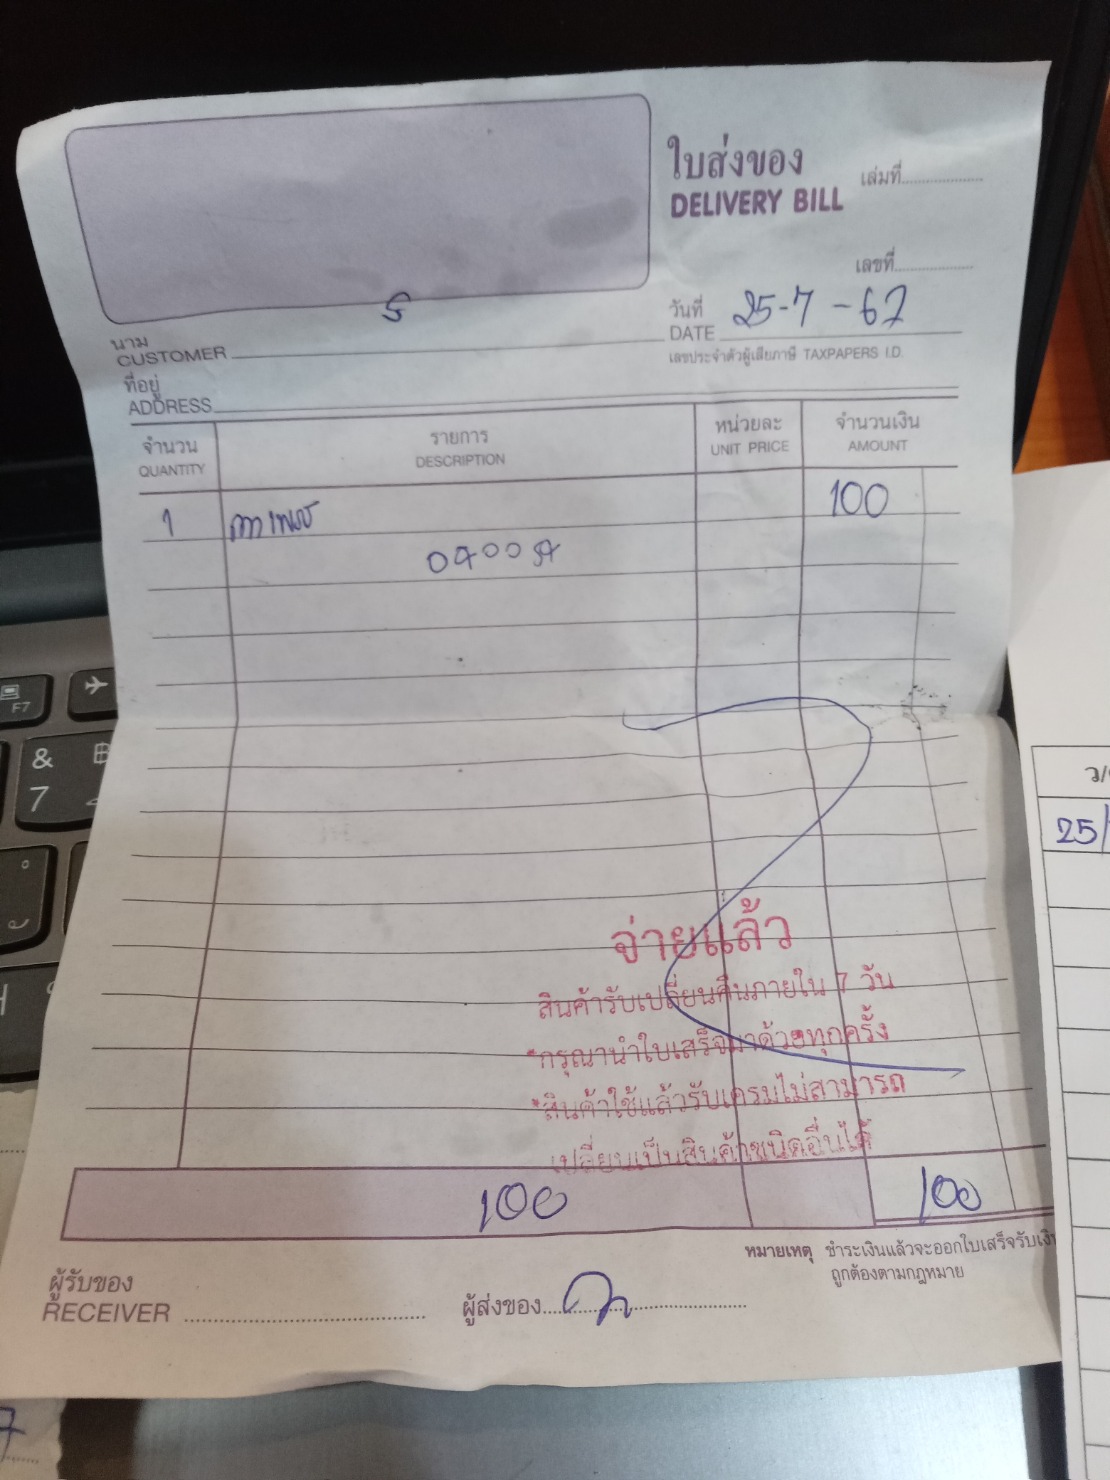 ใบส่งของ
DELIVERY BILL
เล่มที่
เลขที่
วันที่
DATE 25-7-67
นาม
CUSTOMER
เลขประจำตัวผู้เสียภาษี TAXPAPERS I.D.
ที่อยู่
ADDRESS
จำนวน รายการ หน่วยละ จำนวนเงิน
QUANTITY DESCRIPTION UNIT PRICE AMOUNT
1 100
จ่ายแล้ว
สินค้ารับเปลี่ยนคืนภายใน 7 วัน
*กรุณานำใบเสร็จมาด้วยทุกครั้ง
*สินค้าใช้แล้วรับเครมไม่สามารถ
เปลี่ยนเป็นสินค้าชนิดอื่นได้
100 100
หมายเหตุ ชำระเงินแล้วจะออกใบเสร็จรับเงิน
ถูกต้องตามกฎหมาย
ผู้รับของ
RECEIVER
ผู้ส่งของ
25/
F7
&
7
7